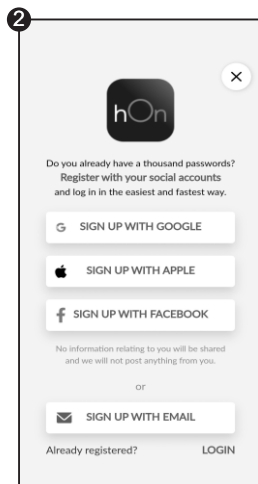 2
hOn
Do you already have a thousand passwords?
Register with your social accounts
and log in in the easiest and fastest way.
G SIGN UP WITH GOOGLE
SIGN UP WITH APPLE
f SIGN UP WITH FACEBOOK
No information relating to you will be shared
and we will not post anything from you.
or
SIGN UP WITH EMAIL
Already registered? LOGIN